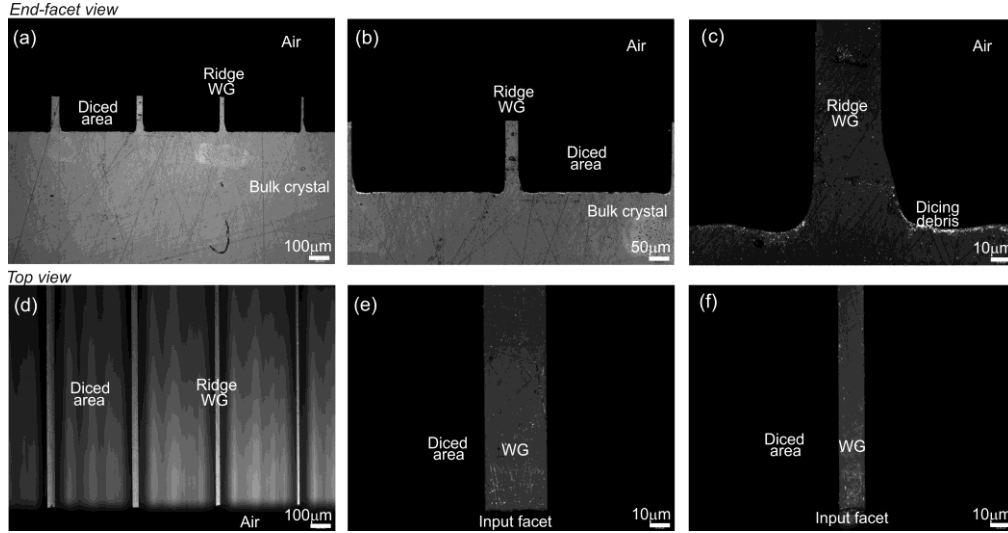 End-facet view
(a)
Air
Ridge
WG
Diced
area
Bulk crystal
100μm
(b)
Air
Ridge
WG
Diced
area
Bulk crystal
50μm
(c)
Air
Ridge
WG
Dicing
debris
10μm
Top view
(d)
Diced
area
Ridge
WG
Air
100μm
(e)
Diced
area
WG
Input facet
10μm
(f)
Diced
area
WG
Input facet
10μm